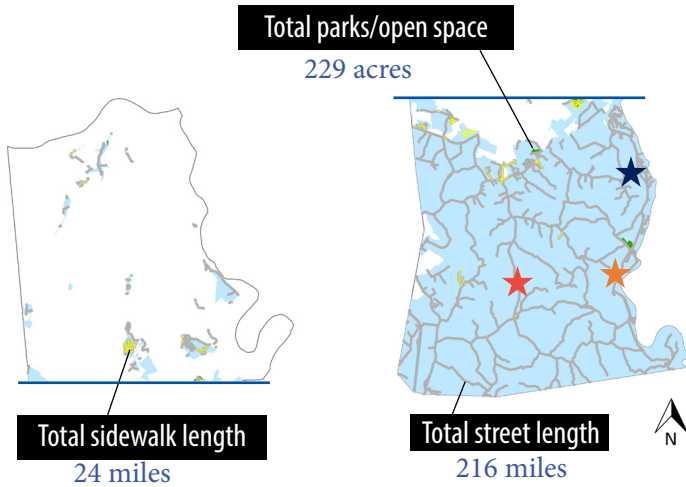 Total parks/open space
229 acres
Total sidewalk length
24 miles
Total street length
216 miles
N